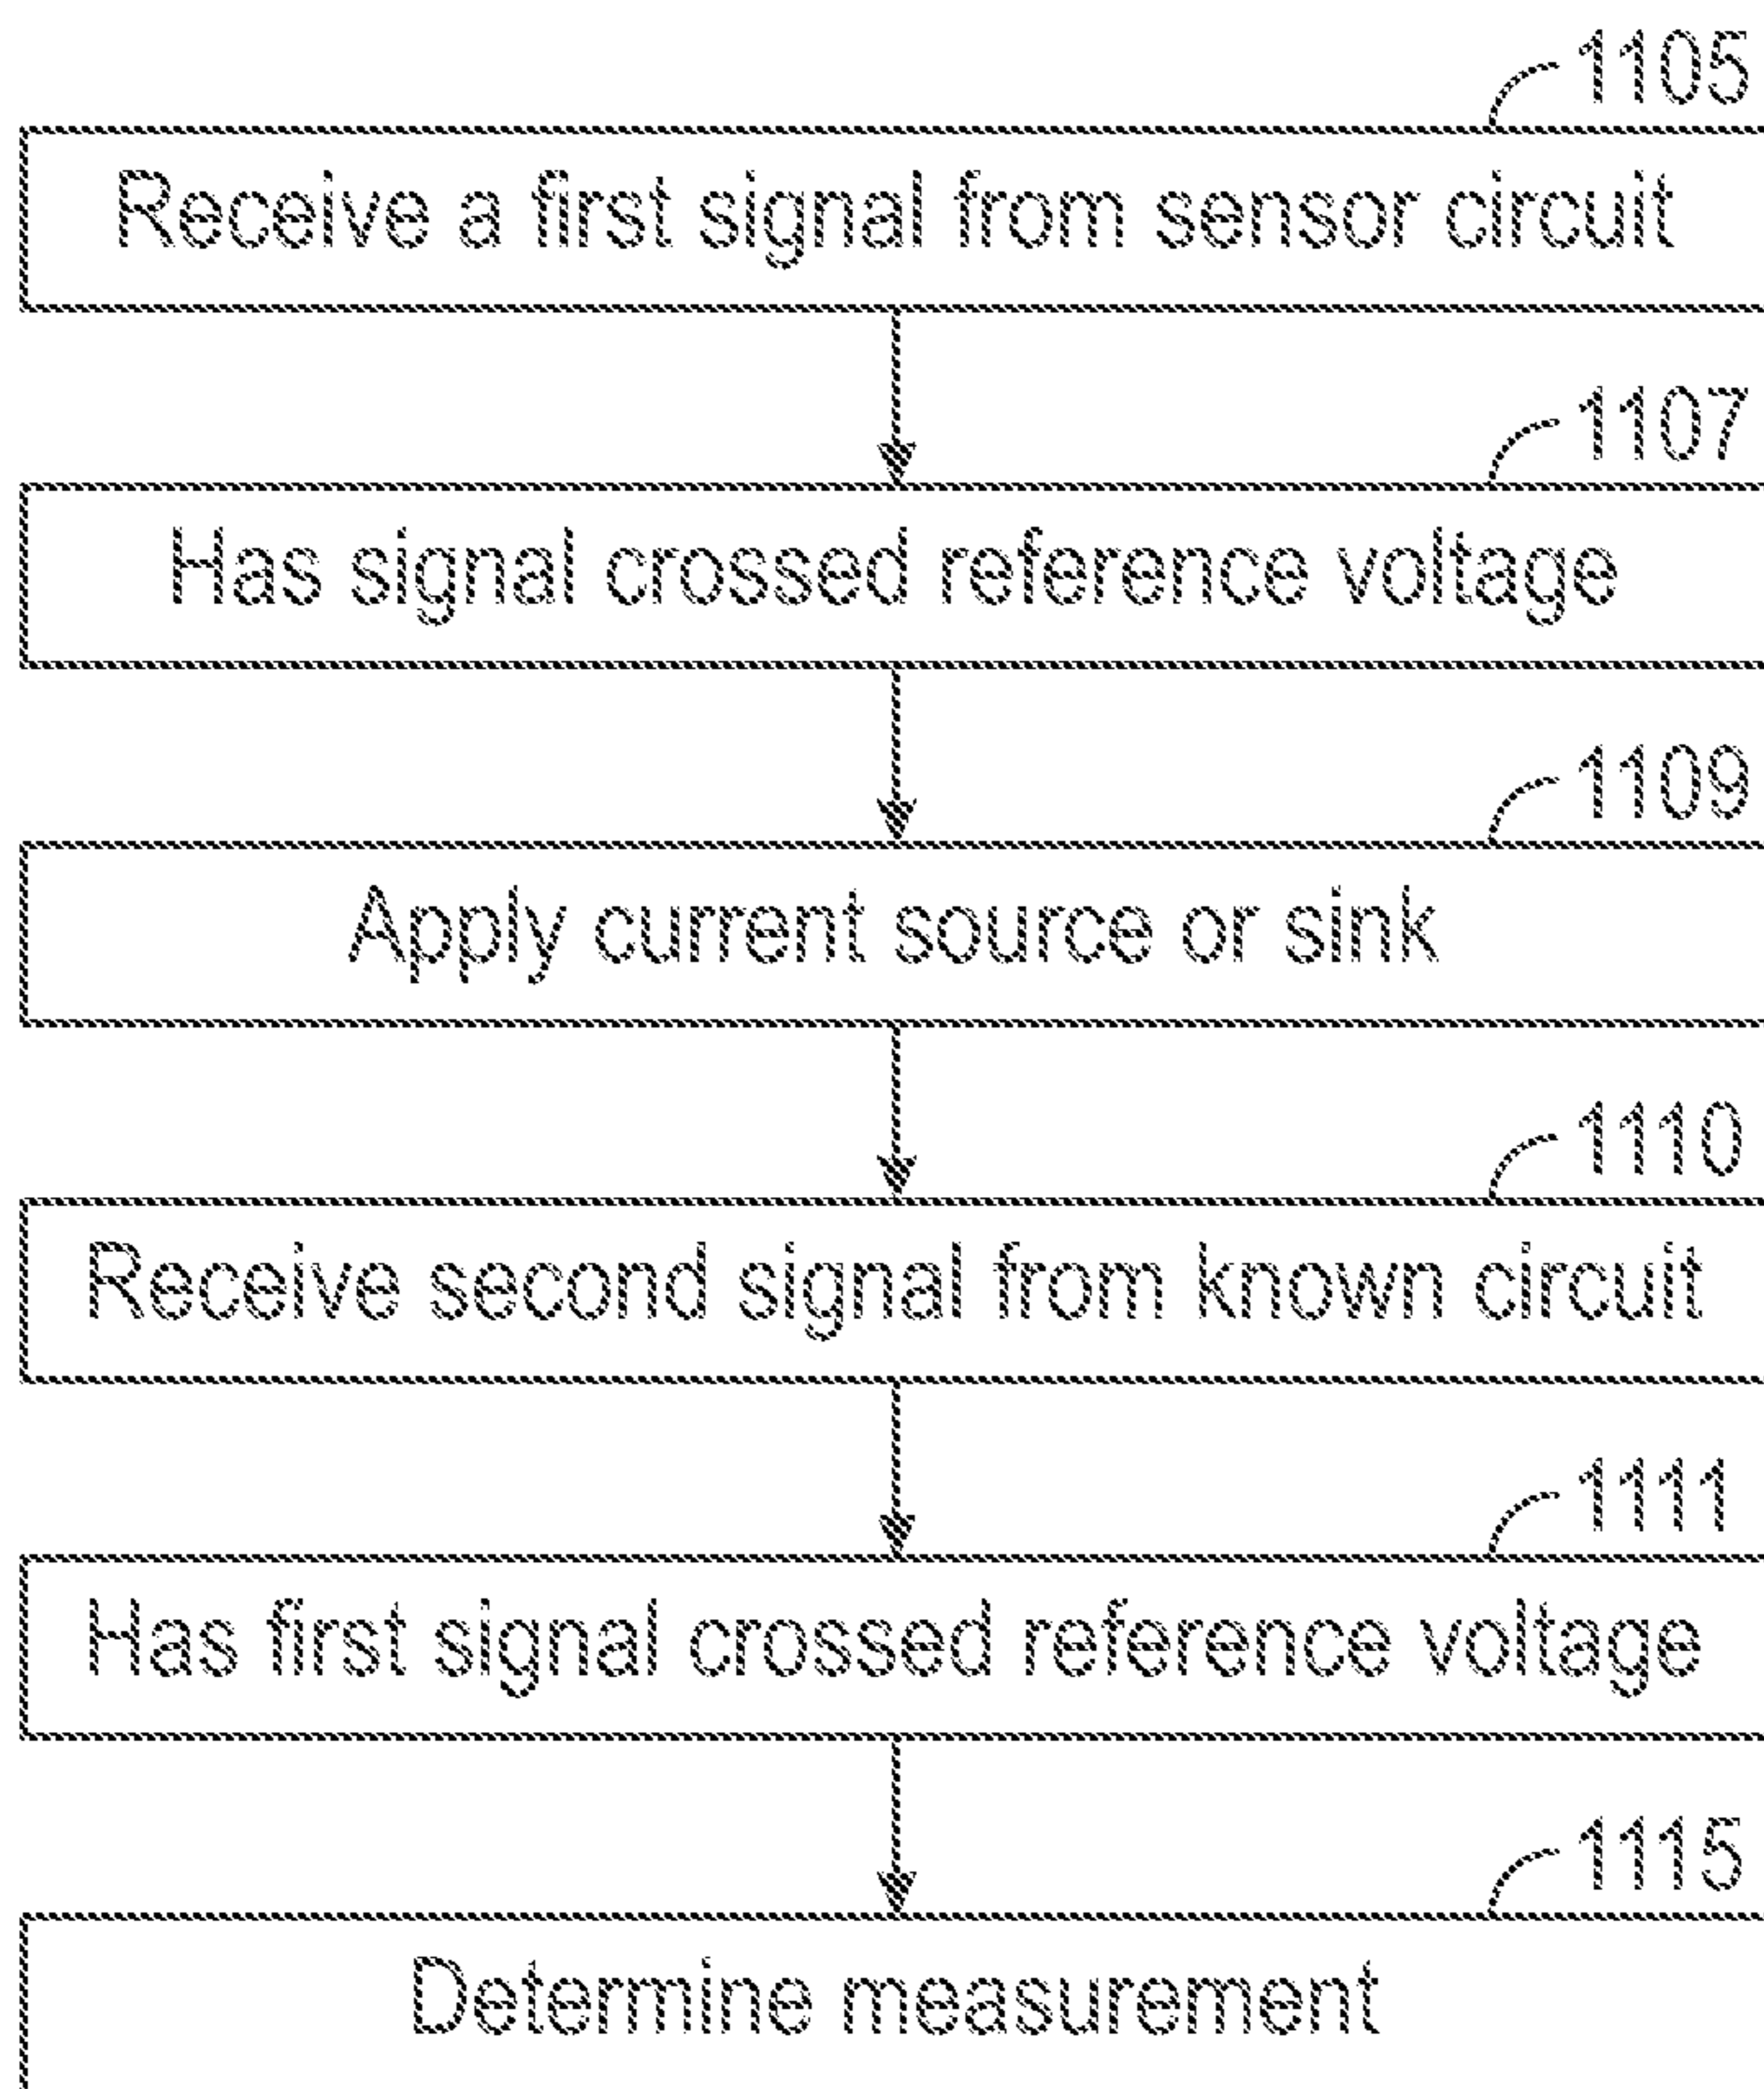 1105
Receive a first signal from sensor circuit
1107
Has signal crossed reference voltage
1109
Apply current source or sink
1110
Receive second signal from known circuit
1111
Has first signal crossed reference voltage
1115
Determine measurement